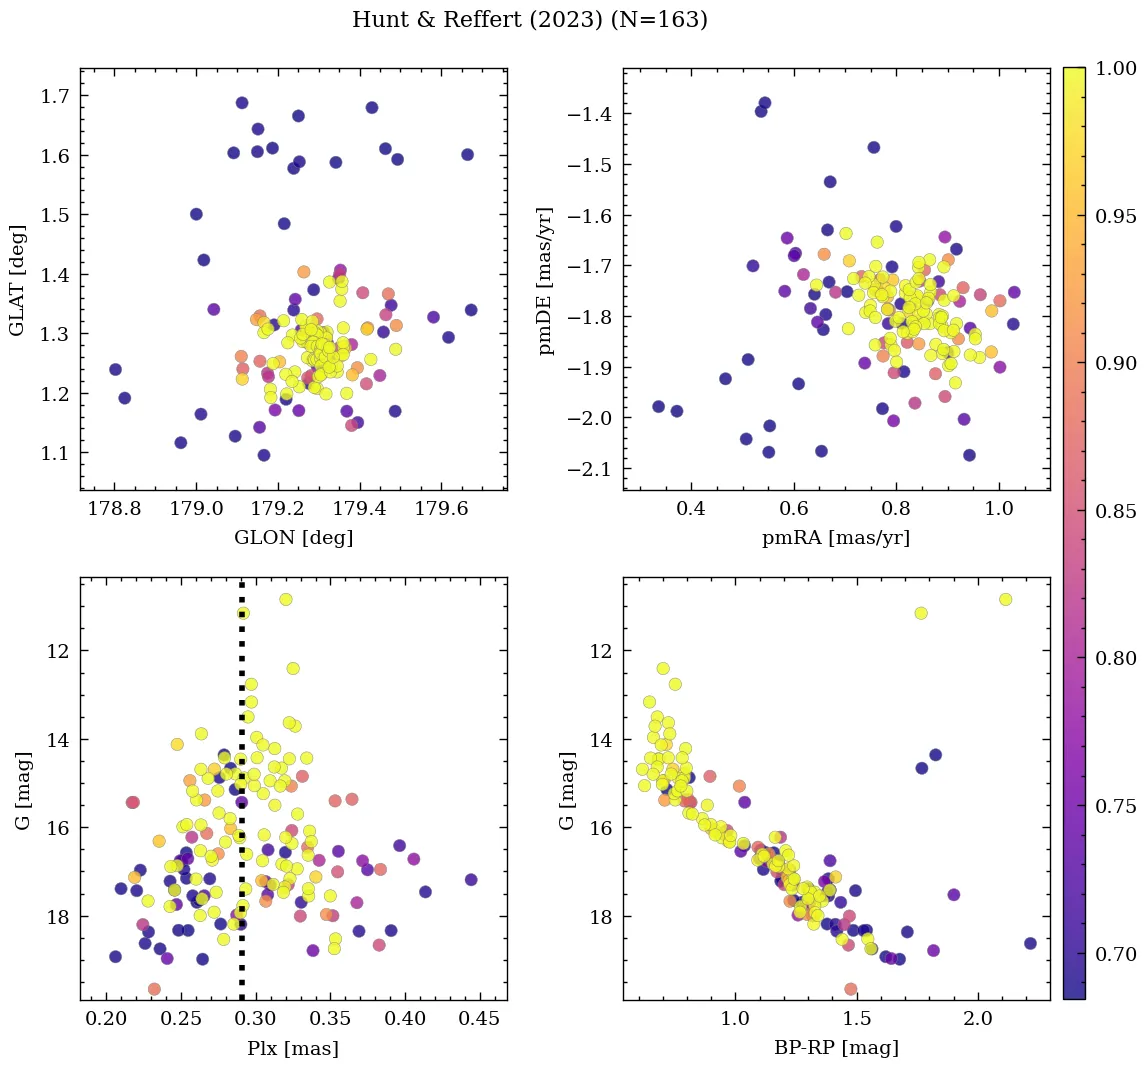 Hunt & Reffert (2023) (N=163)
1.7
1.6
1.5
1.4
1.3
1.2
1.1
GLAT [deg]
178.8 179.0 179.2 179.4 179.6
GLON [deg]
−1.4
−1.5
−1.6
−1.7
−1.8
−1.9
−2.0
−2.1
pmDE [mas/yr]
0.4 0.6 0.8 1.0
pmRA [mas/yr]
12
14
16
18
G [mag]
0.20 0.25 0.30 0.35 0.40 0.45
Plx [mas]
12
14
16
18
G [mag]
1.0 1.5 2.0
BP-RP [mag]
1.00
0.95
0.90
0.85
0.80
0.75
0.70